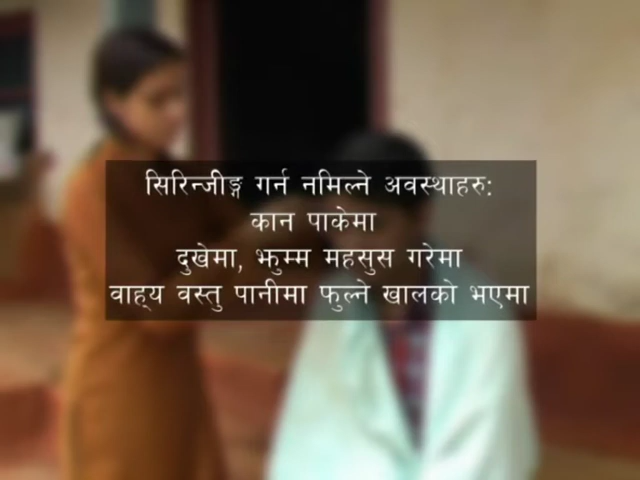 सिरिन्जीङ्ग गर्न नमिल्ने अवस्थाहरु:
कान पाकेमा
दुखेमा, झुम्म महसुस गरेमा
वाह्य वस्तु पानीमा फुल्ने खालको भएमा